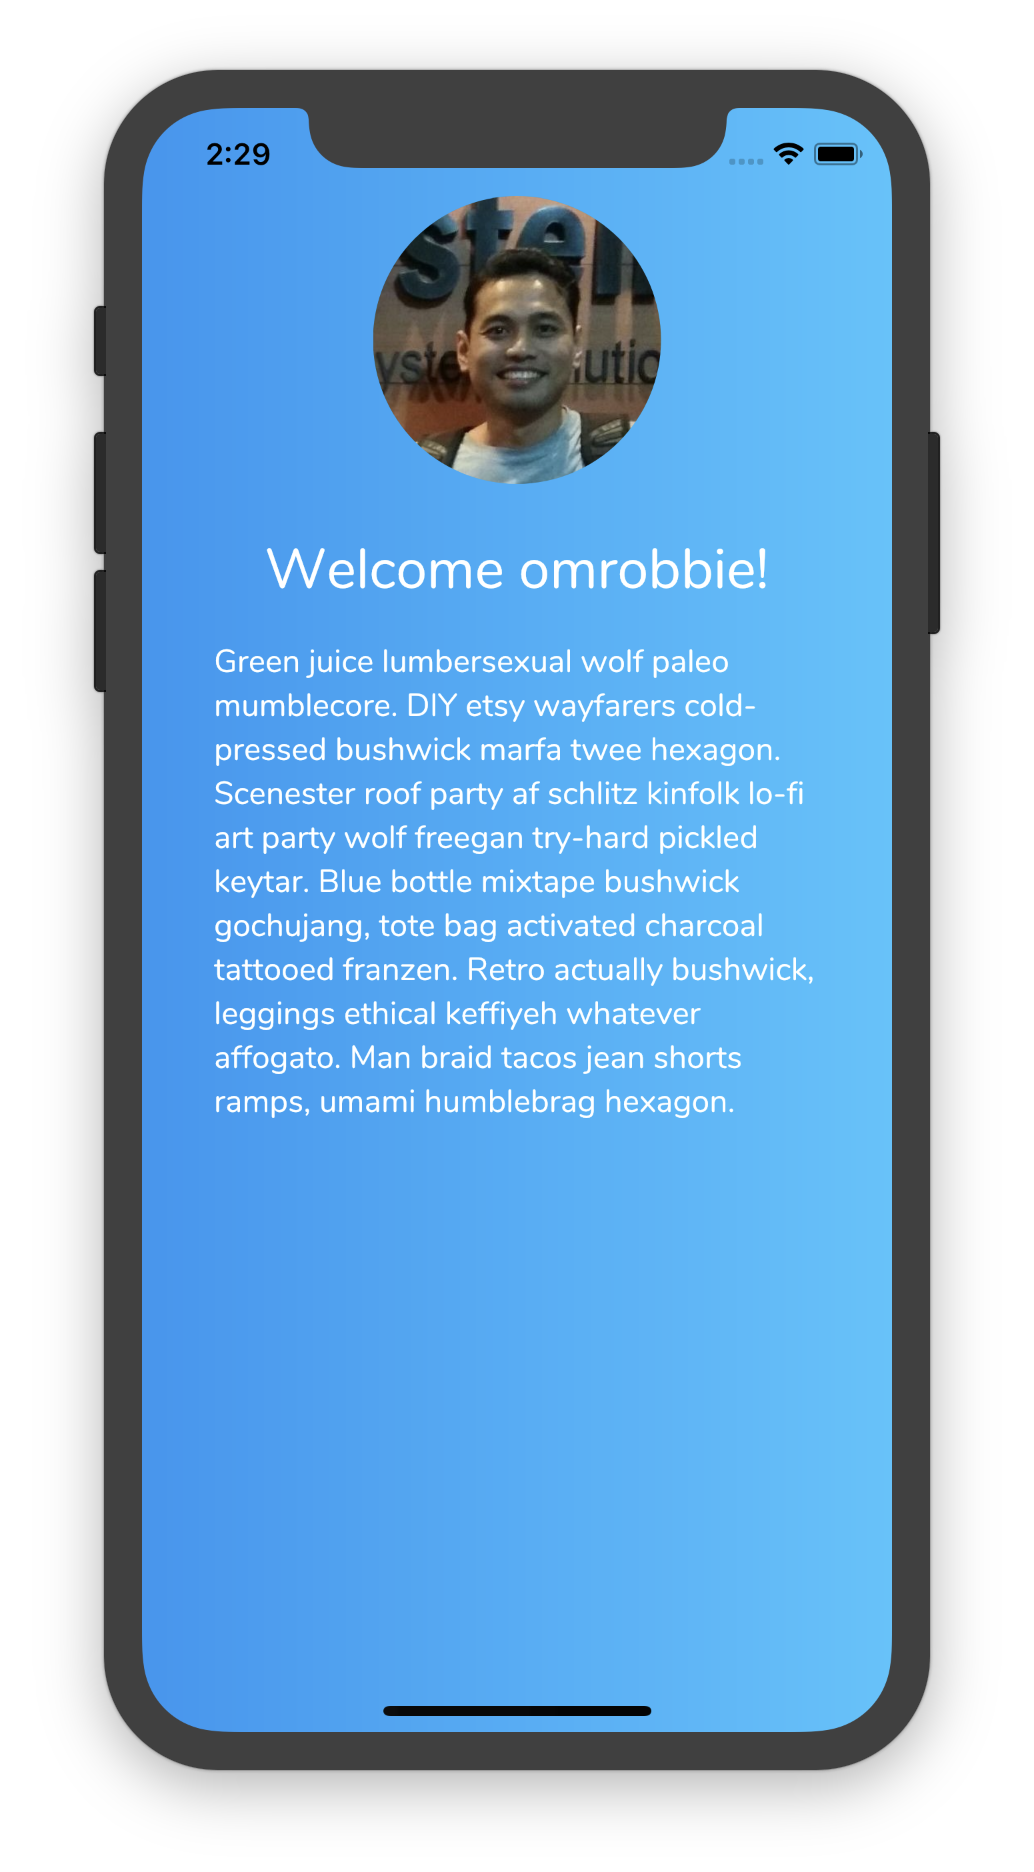 2:29
stem
yste utio
Welcome omrobbie!
Green juice lumbersexual wolf paleo
mumblecore. DIY etsy wayfarers cold-
pressed bushwick marfa twee hexagon.
Scenester roof party af schlitz kinfolk lo-fi
art party wolf freegan try-hard pickled
keytar. Blue bottle mixtape bushwick
gochujang, tote bag activated charcoal
tattooed franzen. Retro actually bushwick,
leggings ethical keffiyeh whatever
affogato. Man braid tacos jean shorts
ramps, umami humblebrag hexagon.